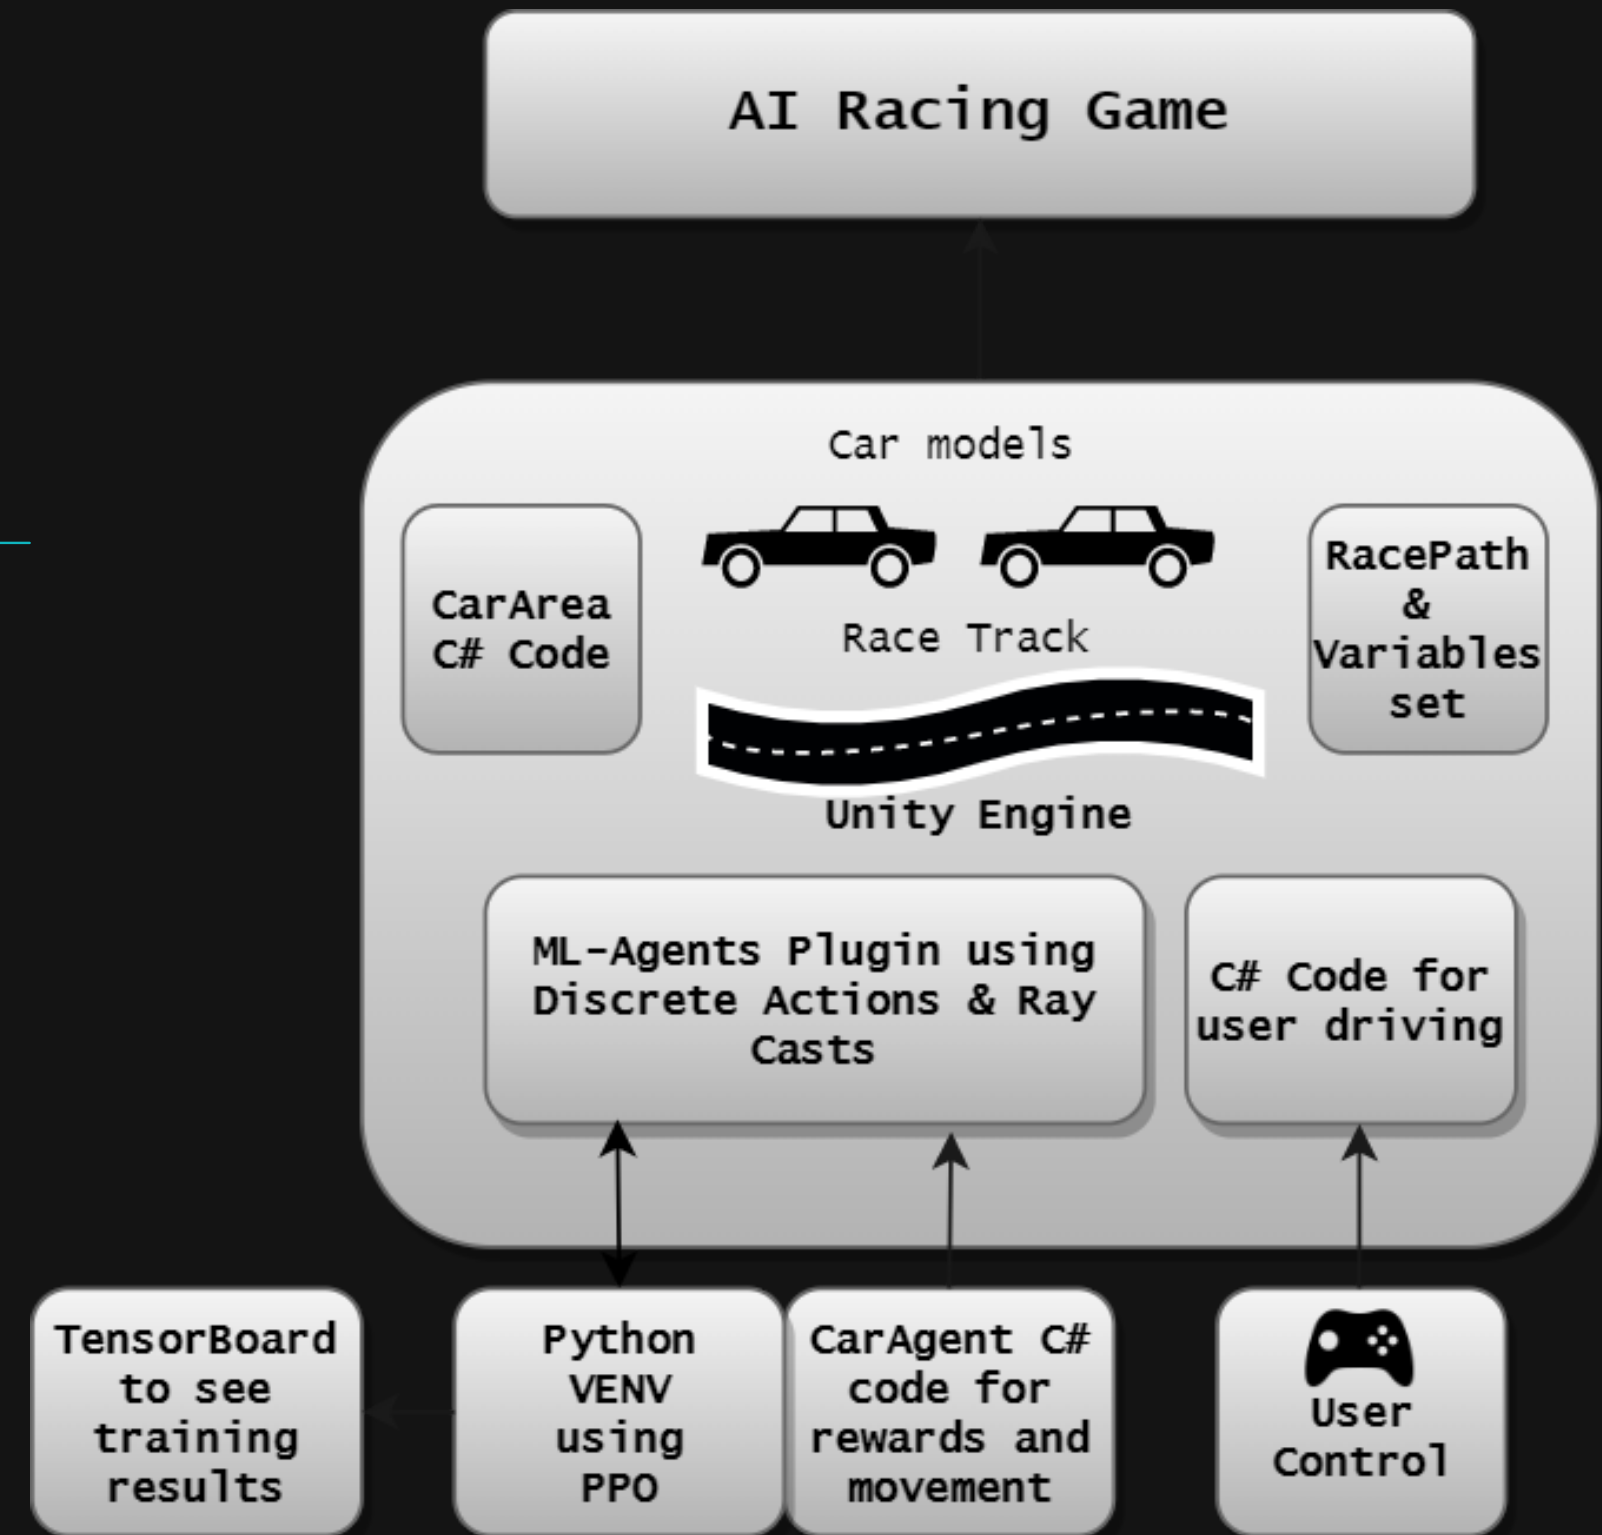 AI Racing Game
Car models
CarArea
C# Code
RacePath
&
Variables
set
Race Track
Unity Engine
ML-Agents Plugin using
Discrete Actions & Ray
Casts
C# Code for
user driving
TensorBoard
to see
training
results
Python
VENV
using
PPO
CarAgent C#
code for
rewards and
movement
User
Control